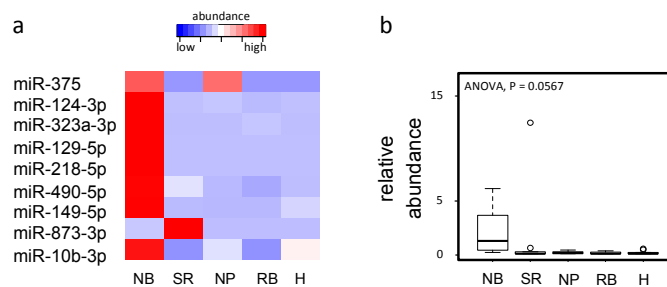 a
abundance
low
high
miR-375
miR-124-3p
miR-323a-3p
miR-129-5p
miR-218-5p
miR-490-5p
miR-149-5p
miR-873-3p
miR-10b-3p
NB SR NP RB H
b
ANOVA, P = 0.0567
relative
abundance
15
5
0
NB SR NP RB H